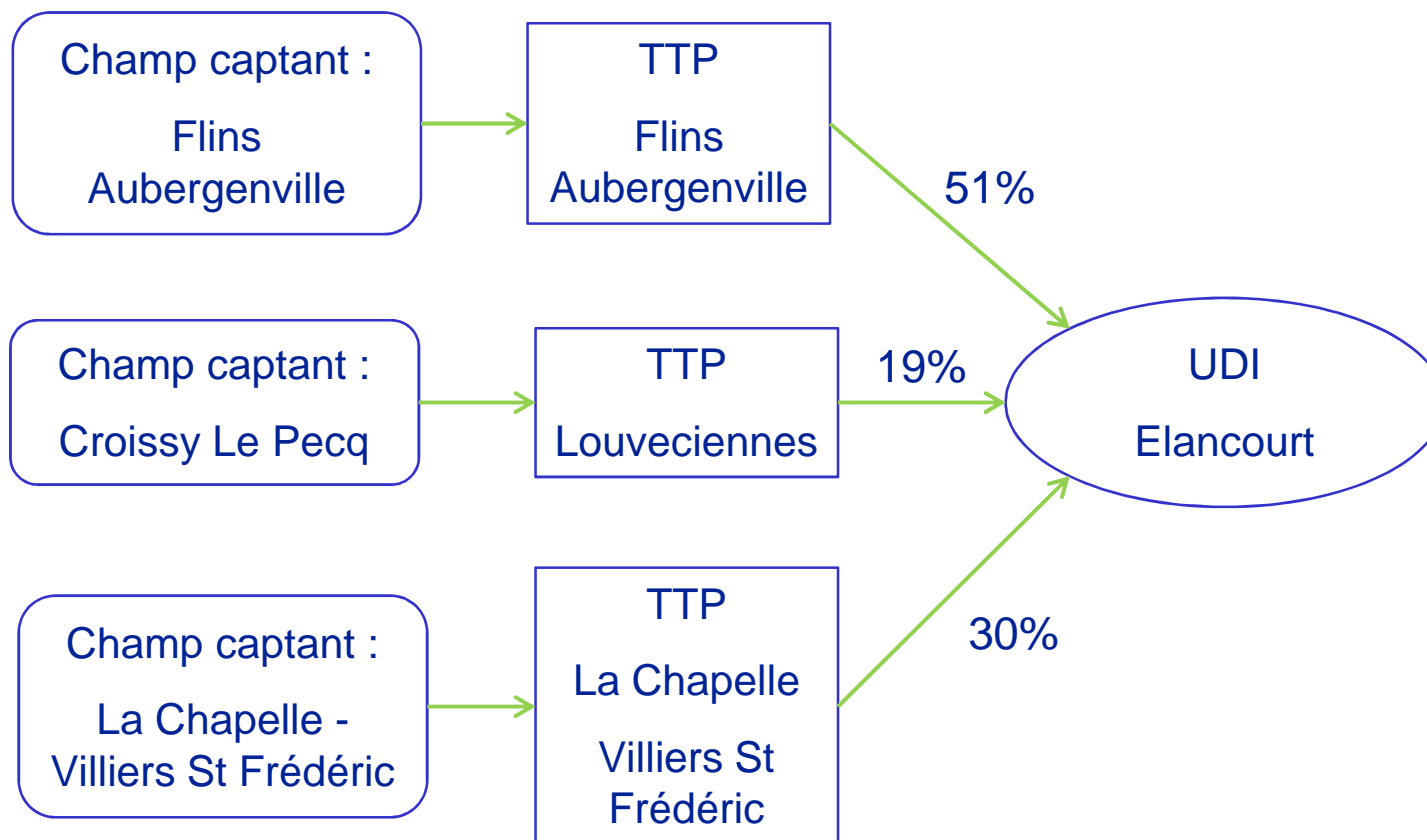 Champ captant :
Flins
Aubergenville
TTP
Flins
Aubergenville
51%
Champ captant :
Croissy Le Pecq
TTP
Louveciennes
19%
UDI
Elancourt
Champ captant :
La Chapelle -
Villiers St Frédéric
TTP
La Chapelle
Villiers St
Frédéric
30%